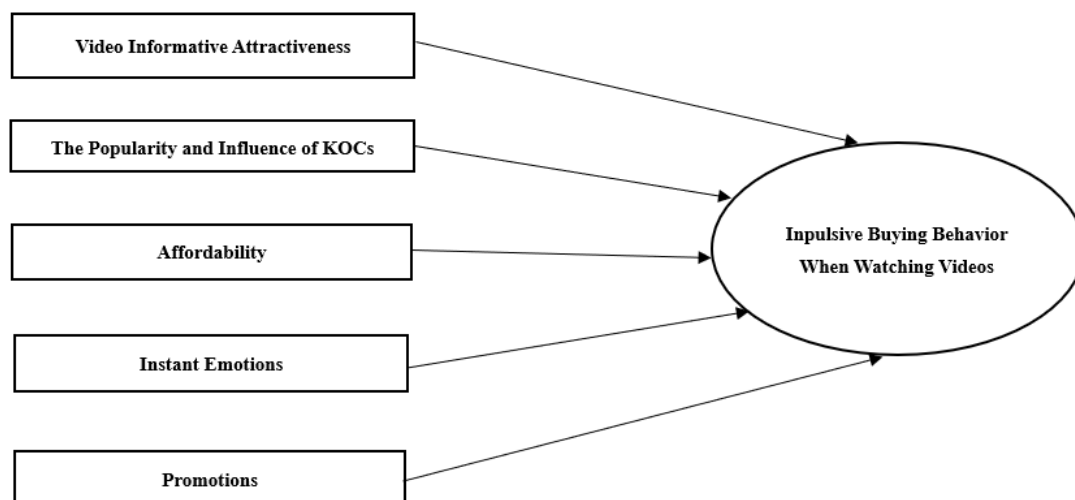 Video Informative Attractiveness
The Popularity and Influence of KOCs
Affordability
Instant Emotions
Promotions
Inpulsive Buying Behavior
When Watching Videos